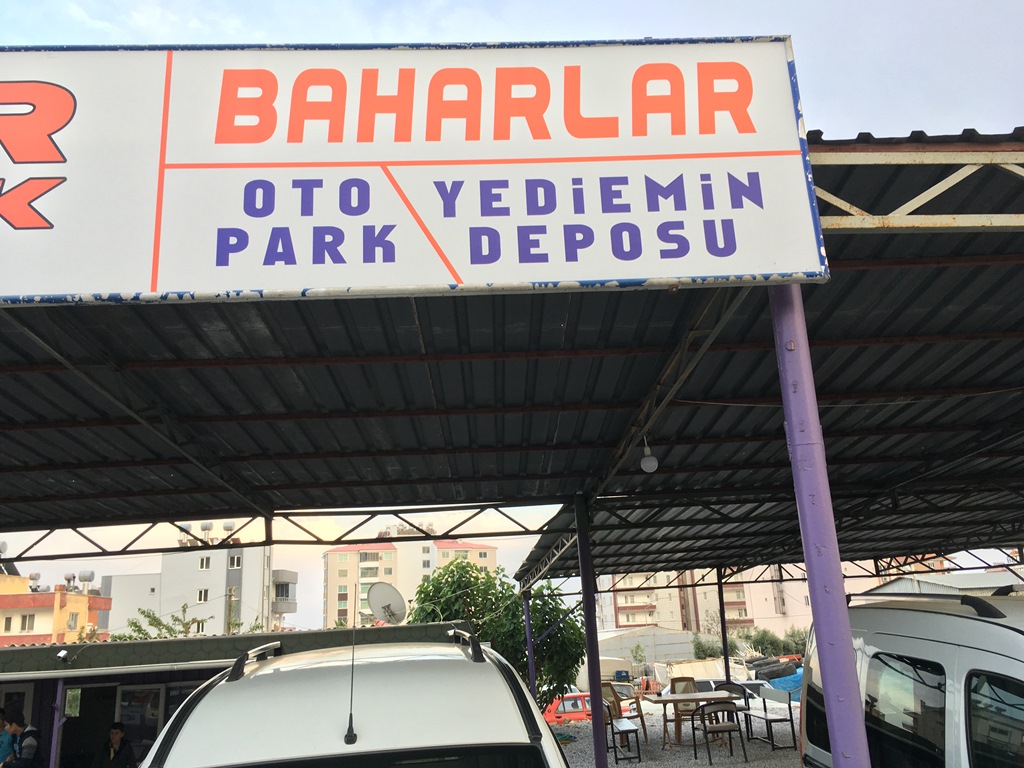 BAHARLAR
OTO PARK
YEDİEMİN DEPOSU